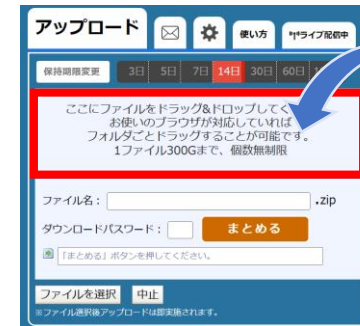 アップロード
使い方
ライブ配信中
保持期限変更 3日 5日 7日 14日 30日 60日
ここにファイルをドラッグ&ドロップしてく
お使いのブラウザが対応していれば
フォルダごとドラッグすることが可能です。
1ファイル300Gまで、個数無制限
ファイル名： .zip
ダウンロードパスワード： まとめる
「まとめる」ボタンを押してください。
ファイルを選択 中止
※ファイル選択後アップロードは即実施されます。